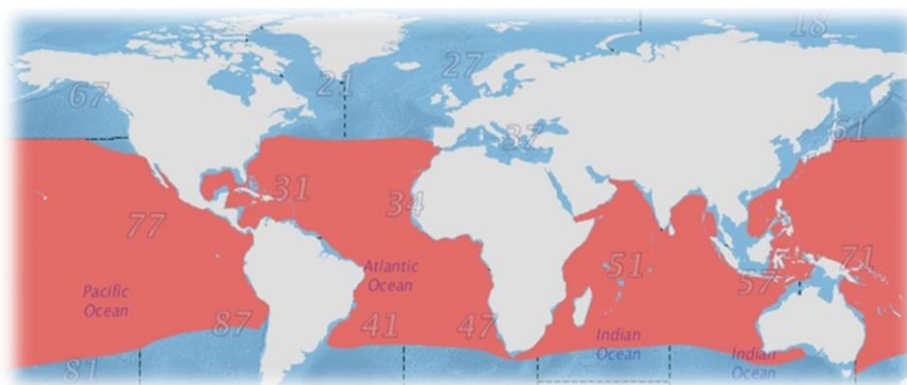 18
27
21
67
37
61
31
34
77
51
71
Atlantic
Ocean
57
Pacific
Ocean
87
41
47
Indian
Ocean
Indian
Ocean
81